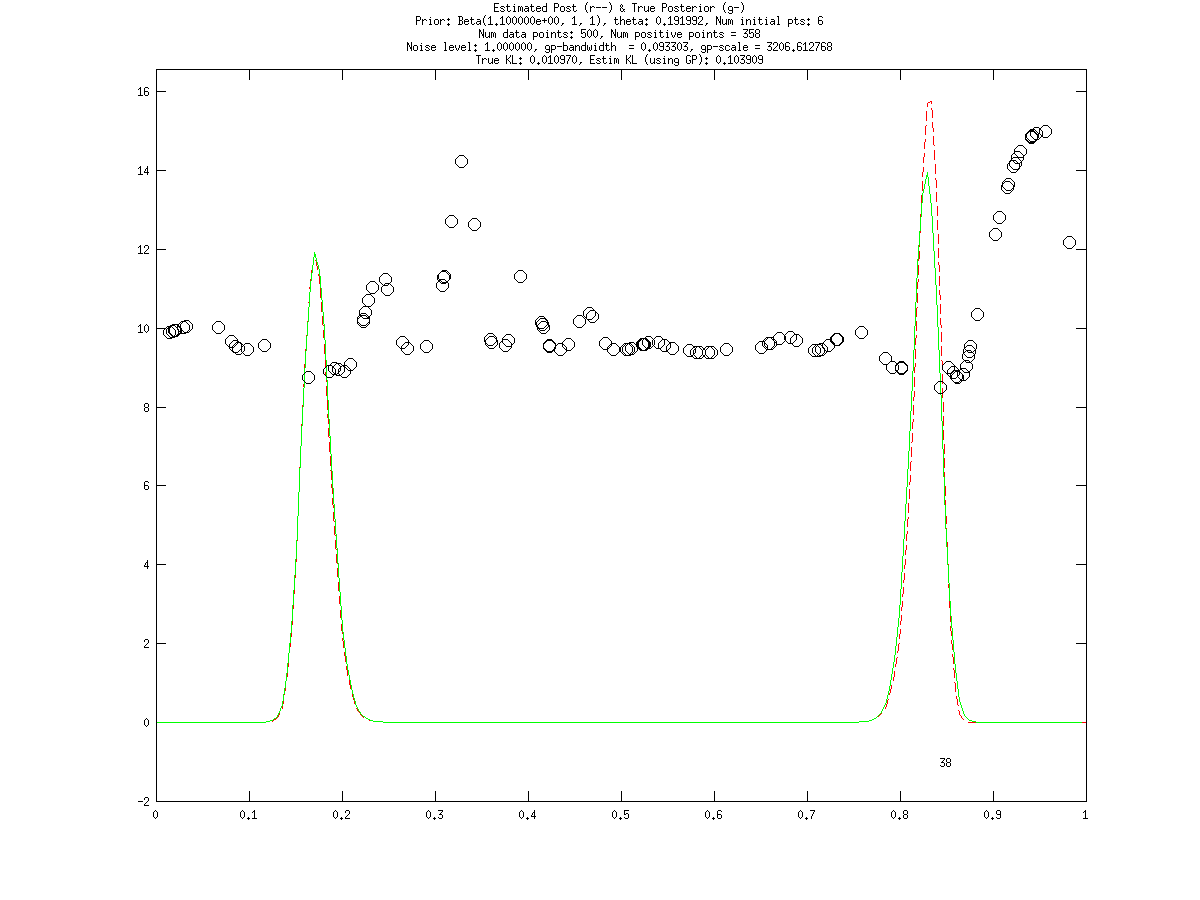 Estimated Post (r--) & True Posterior (g-)
Prior: Beta(1.100000e+00, 1, 1), theta: 0.191992, Num initial pts: 6
Num data points: 500, Num positive points = 358
Noise level: 1.000000, gp-bandwidth  = 0.093303, gp-scale = 3206.612768
True KL: 0.010970, Estim KL (using GP): 0.103909
16
14
12
10
8
6
4
2
0
38
-2
0 0.1 0.2 0.3 0.4 0.5 0.6 0.7 0.8 0.9 1